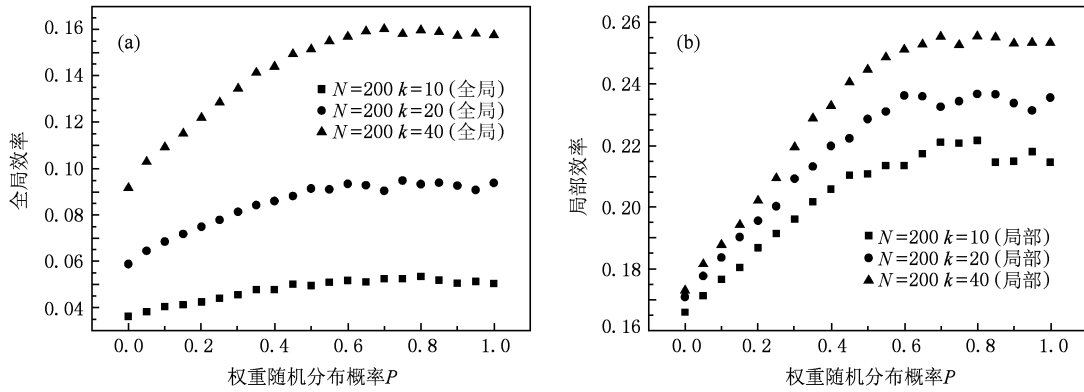 (a)
0.16
0.14
0.12
0.10
0.08
0.06
0.04
全局效率
■ N=200 k=10 (全局)
● N=200 k=20 (全局)
▲ N=200 k=40 (全局)
0.0 0.2 0.4 0.6 0.8 1.0
权重随机分布概率P
(b)
0.26
0.24
0.22
0.20
0.18
0.16
局部效率
■ N=200 k=10 (局部)
● N=200 k=20 (局部)
▲ N=200 k=40 (局部)
0.0 0.2 0.4 0.6 0.8 1.0
权重随机分布概率P